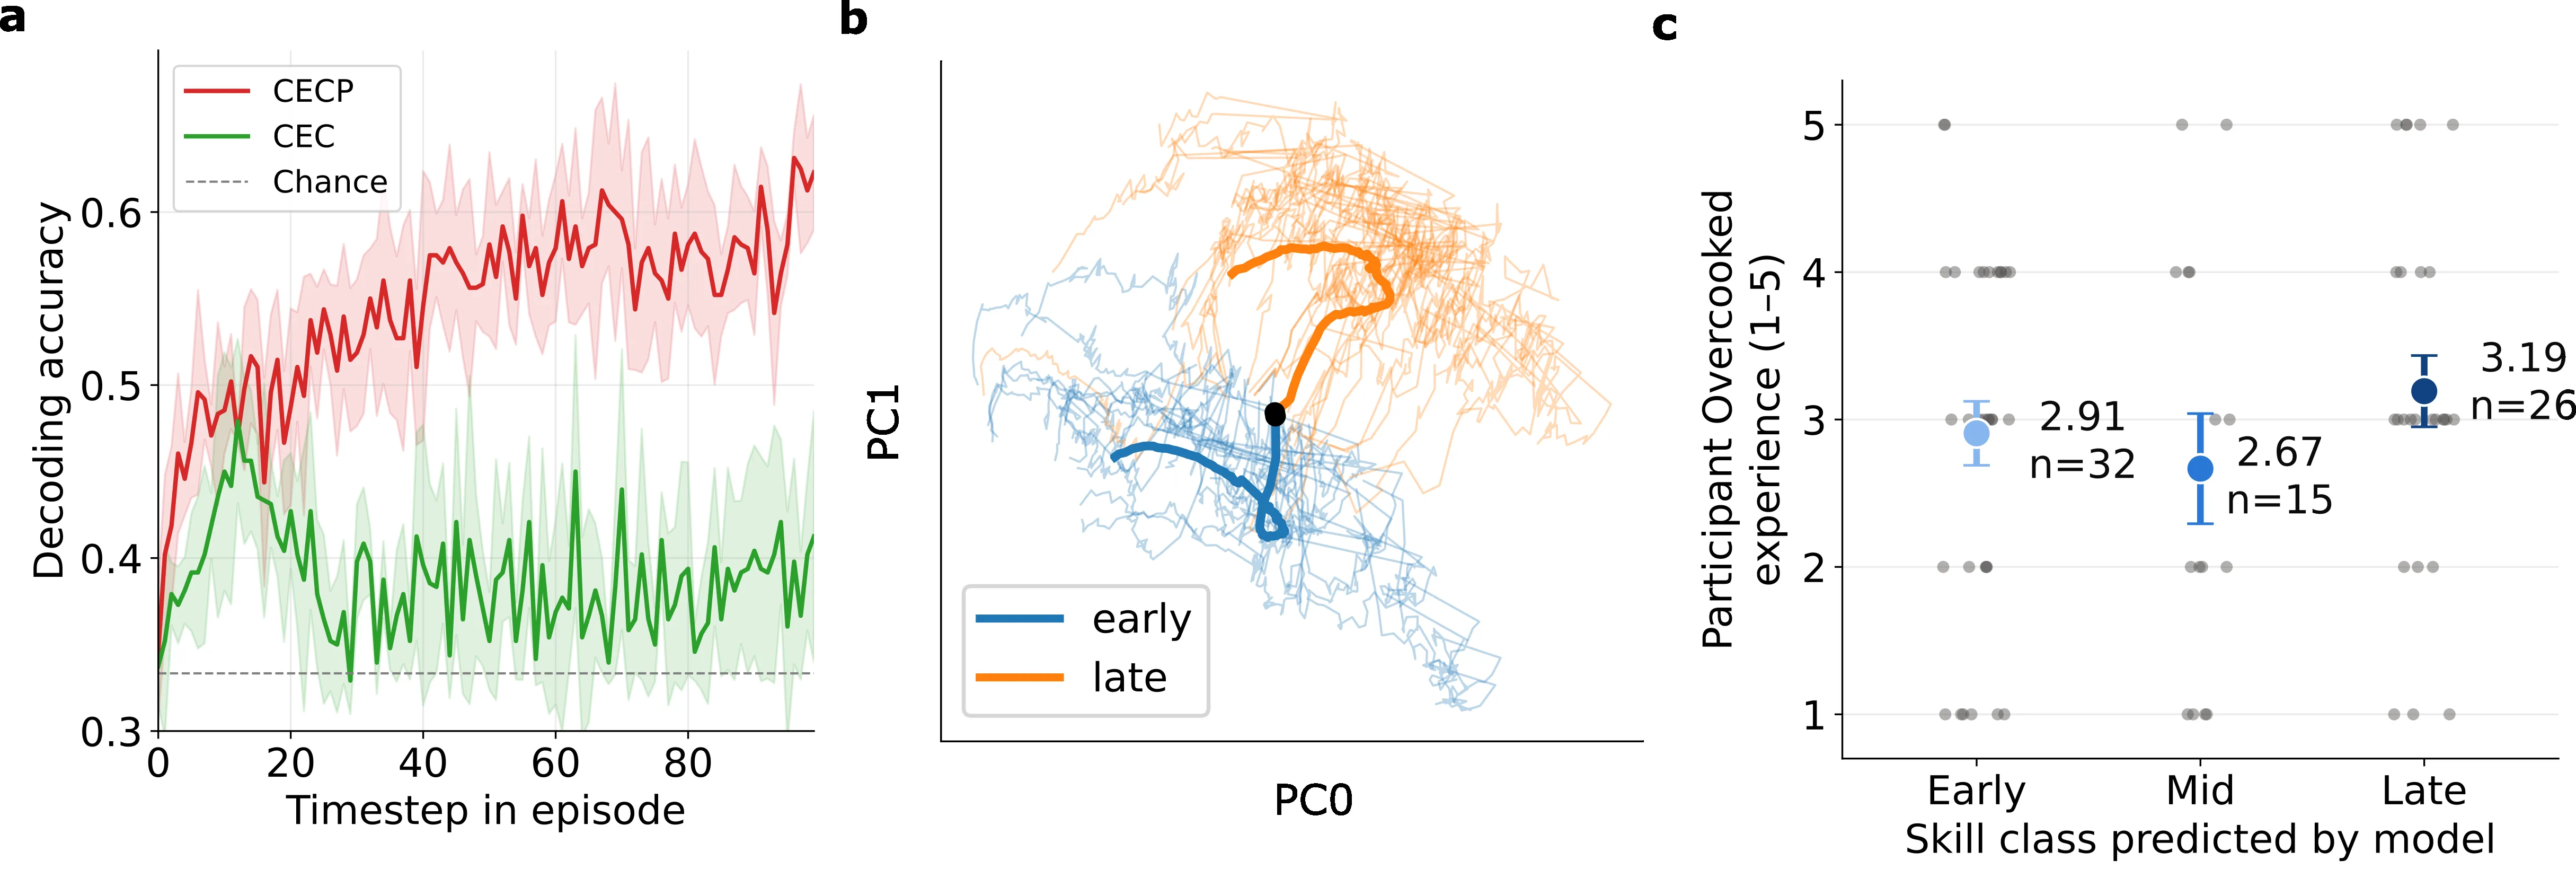 a
Decoding accuracy
0.6
0.5
0.4
0.3
CECP
CEC
Chance
0
20
40
60
80
Timestep in episode
b
PC1
early
late
PC0
c
Participant Overcooked
experience (1–5)
5
4
3
2
1
2.91
n=32
2.67
n=15
3.19
n=26
Early
Mid
Late
Skill class predicted by model